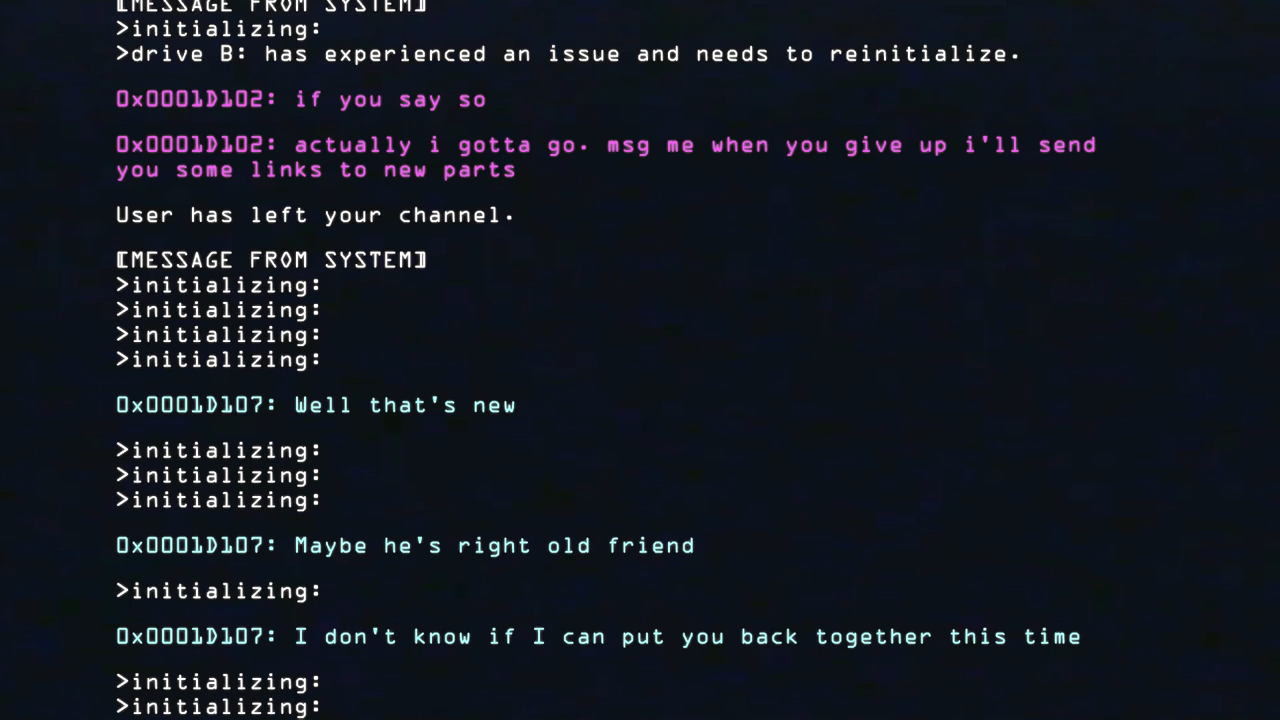 [MESSAGE FROM SYSTEM]
>initializing:
>drive B: has experienced an issue and needs to reinitialize.
0x0001D102: if you say so
0x0001D102: actually i gotta go. msg me when you give up i'll send
you some links to new parts
User has left your channel.
[MESSAGE FROM SYSTEM]
>initializing:
>initializing:
>initializing:
>initializing:
0x0001D107: Well that's new
>initializing:
>initializing:
>initializing:
0x0001D107: Maybe he's right old friend
>initializing:
0x0001D107: I don't know if I can put you back together this time
>initializing:
>initializing: